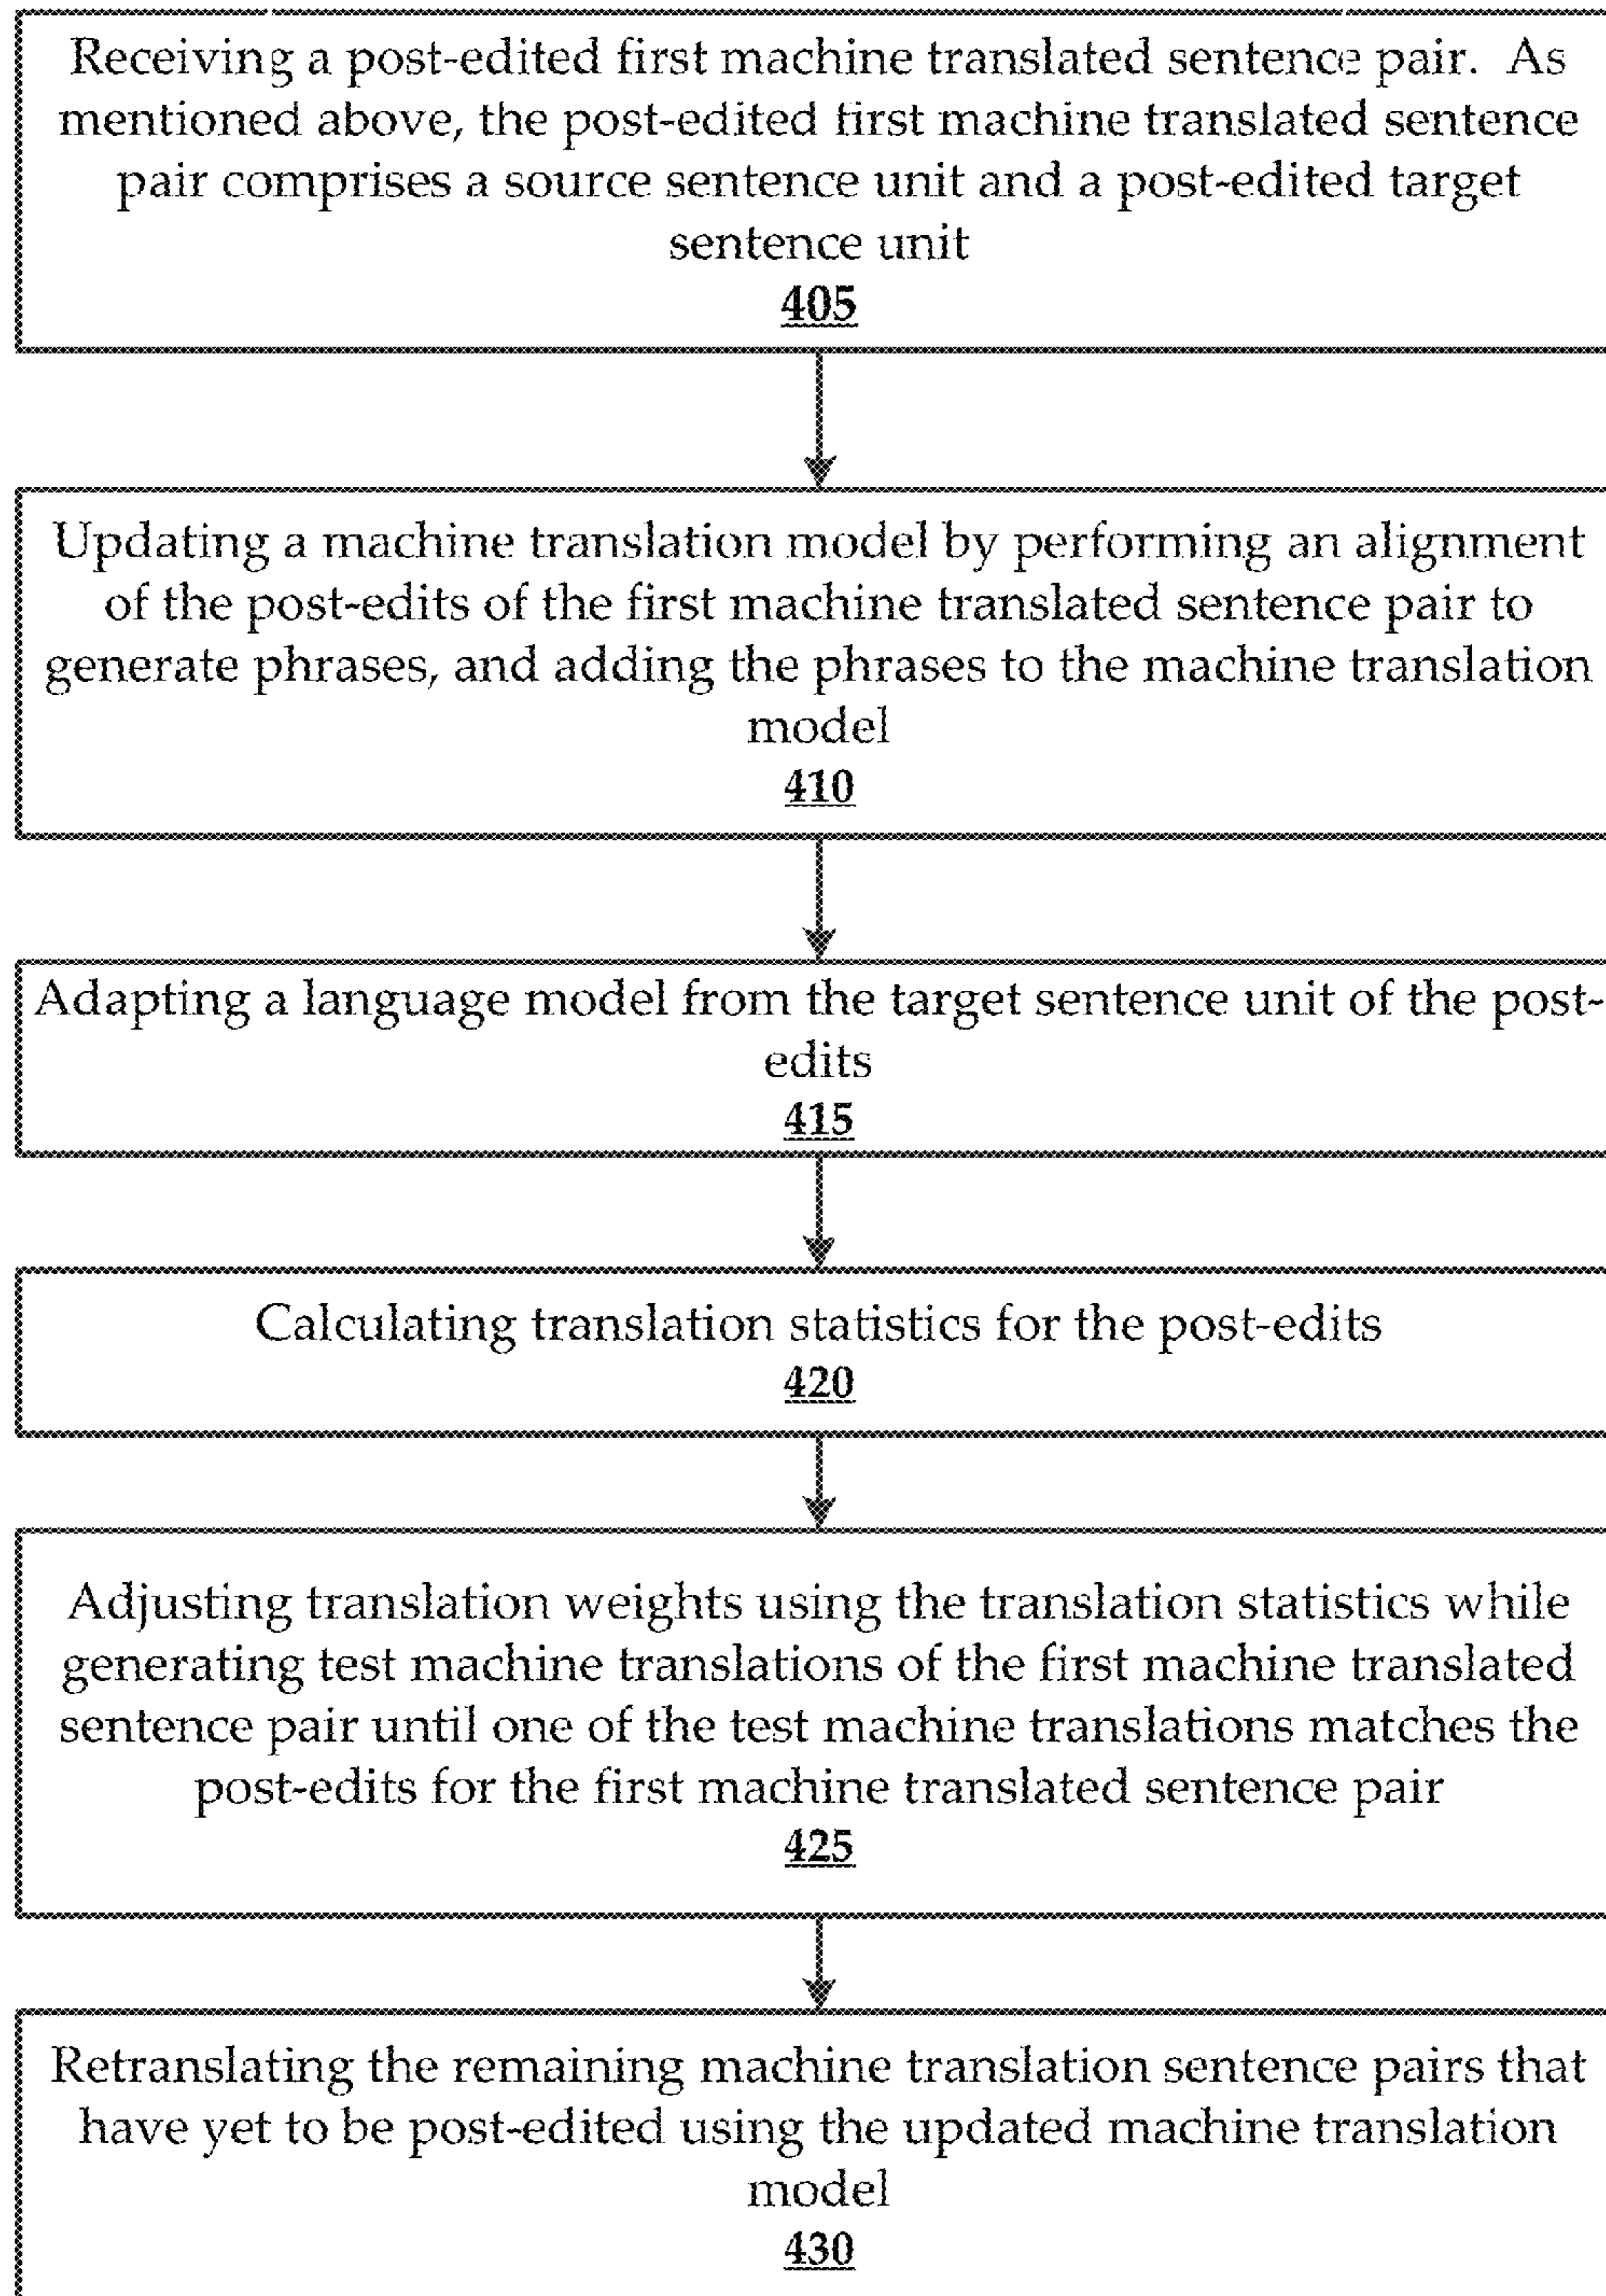 Receiving a post-edited first machine translated sentence pair. As
mentioned above, the post-edited first machine translated sentence
pair comprises a source sentence unit and a post-edited target
sentence unit
405
Updating a machine translation model by performing an alignment
of the post-edits of the first machine translated sentence pair to
generate phrases, and adding the phrases to the machine translation
model
410
Adapting a language model from the target sentence unit of the post-
edits
415
Calculating translation statistics for the post-edits
420
Adjusting translation weights using the translation statistics while
generating test machine translations of the first machine translated
sentence pair until one of the test machine translations matches the
post-edits for the first machine translated sentence pair
425
Retranslating the remaining machine translation sentence pairs that
have yet to be post-edited using the updated machine translation
model
430